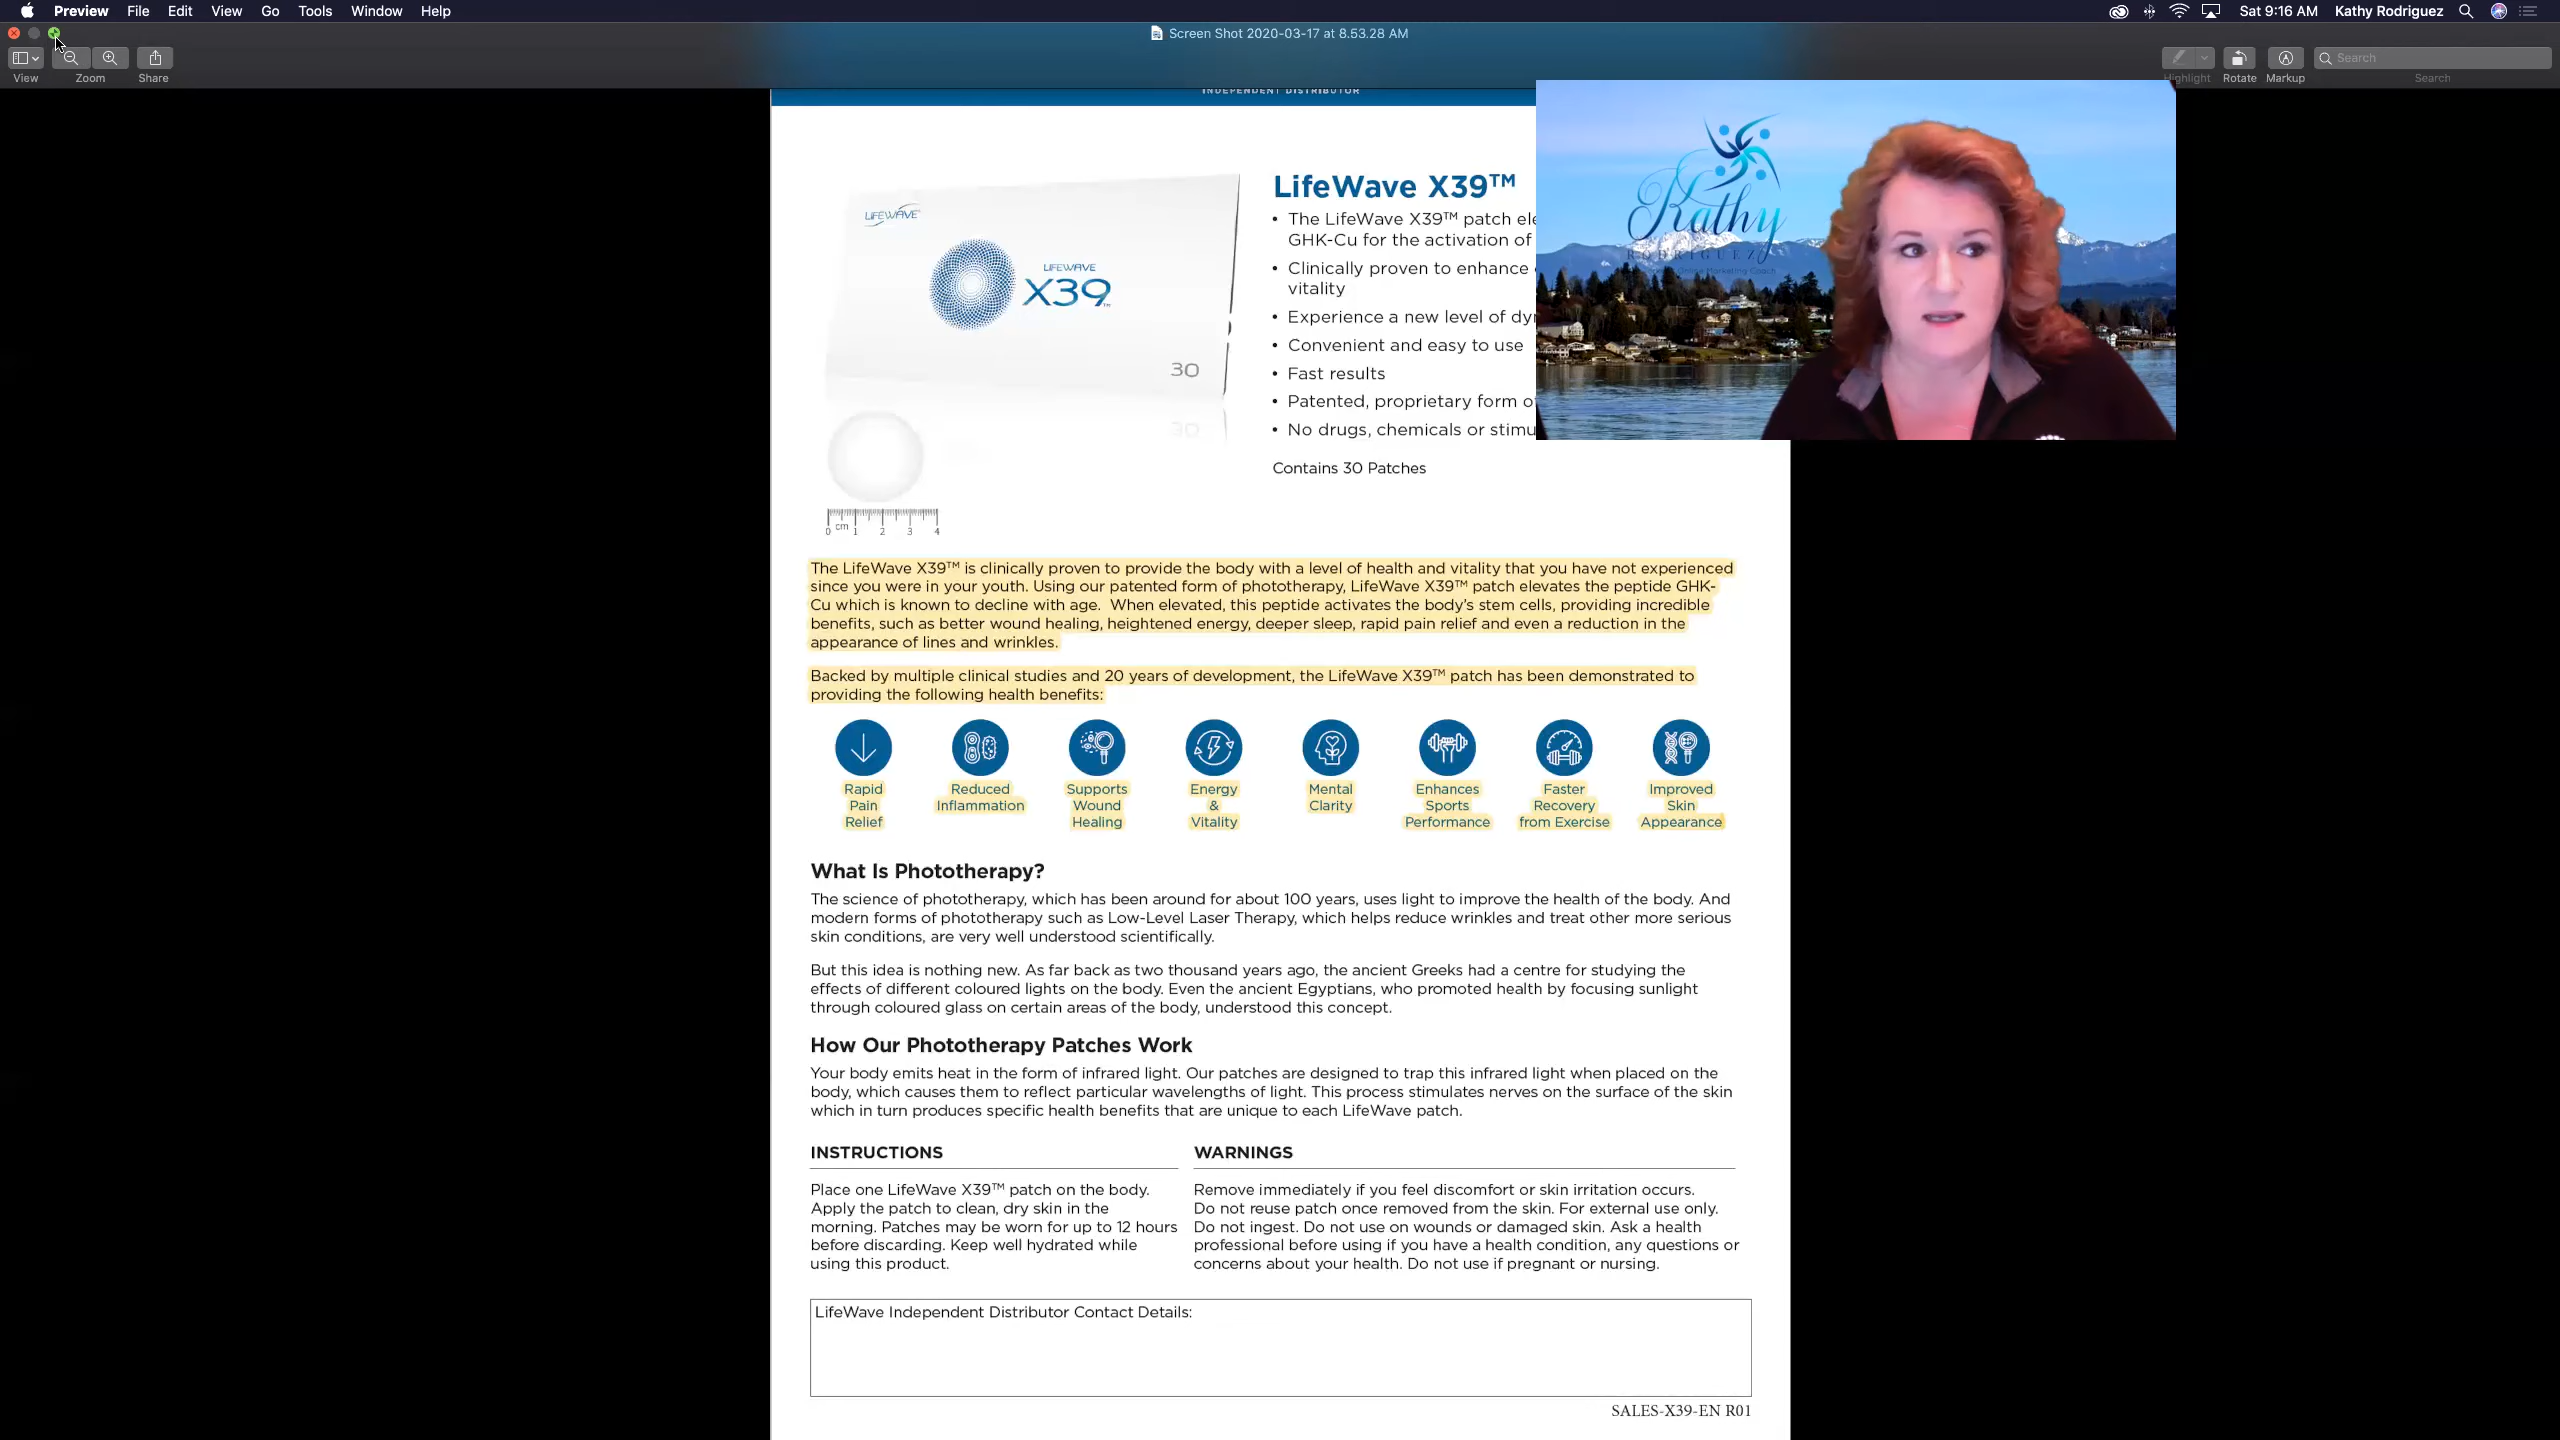 Preview File Edit View Go Tools Window Help
Sat 9:16 AM Kathy Rodriguez
Screen Shot 2020-03-17 at 8.53.28 AM
View Zoom Share
Search
Highlight Rotate Markup Search
INDEPENDENT DISTRIBUTOR
LIFEWAVE
LIFEWAVE
X39
30
30
0 cm 1 2 3 4
LifeWave X39™
• The LifeWave X39™ patch ele
GHK-Cu for the activation of
• Clinically proven to enhance
vitality
• Experience a new level of dy
• Convenient and easy to use
• Fast results
• Patented, proprietary form o
• No drugs, chemicals or stimu
Contains 30 Patches
Kathy
RODRIGUEZ
Online Marketing Coach
The LifeWave X39™ is clinically proven to provide the body with a level of health and vitality that you have not experienced
since you were in your youth. Using our patented form of phototherapy, LifeWave X39™ patch elevates the peptide GHK-
Cu which is known to decline with age. When elevated, this peptide activates the body's stem cells, providing incredible
benefits, such as better wound healing, heightened energy, deeper sleep, rapid pain relief and even a reduction in the
appearance of lines and wrinkles.
Backed by multiple clinical studies and 20 years of development, the LifeWave X39™ patch has been demonstrated to
providing the following health benefits:
Rapid
Pain
Relief
Reduced
Inflammation
Supports
Wound
Healing
Energy
&
Vitality
Mental
Clarity
Enhances
Sports
Performance
Faster
Recovery
from Exercise
Improved
Skin
Appearance
What Is Phototherapy?
The science of phototherapy, which has been around for about 100 years, uses light to improve the health of the body. And
modern forms of phototherapy such as Low-Level Laser Therapy, which helps reduce wrinkles and treat other more serious
skin conditions, are very well understood scientifically.
But this idea is nothing new. As far back as two thousand years ago, the ancient Greeks had a centre for studying the
effects of different coloured lights on the body. Even the ancient Egyptians, who promoted health by focusing sunlight
through coloured glass on certain areas of the body, understood this concept.
How Our Phototherapy Patches Work
Your body emits heat in the form of infrared light. Our patches are designed to trap this infrared light when placed on the
body, which causes them to reflect particular wavelengths of light. This process stimulates nerves on the surface of the skin
which in turn produces specific health benefits that are unique to each LifeWave patch.
INSTRUCTIONS
Place one LifeWave X39™ patch on the body.
Apply the patch to clean, dry skin in the
morning. Patches may be worn for up to 12 hours
before discarding. Keep well hydrated while
using this product.
WARNINGS
Remove immediately if you feel discomfort or skin irritation occurs.
Do not reuse patch once removed from the skin. For external use only.
Do not ingest. Do not use on wounds or damaged skin. Ask a health
professional before using if you have a health condition, any questions or
concerns about your health. Do not use if pregnant or nursing.
LifeWave Independent Distributor Contact Details:
SALES-X39-EN R01